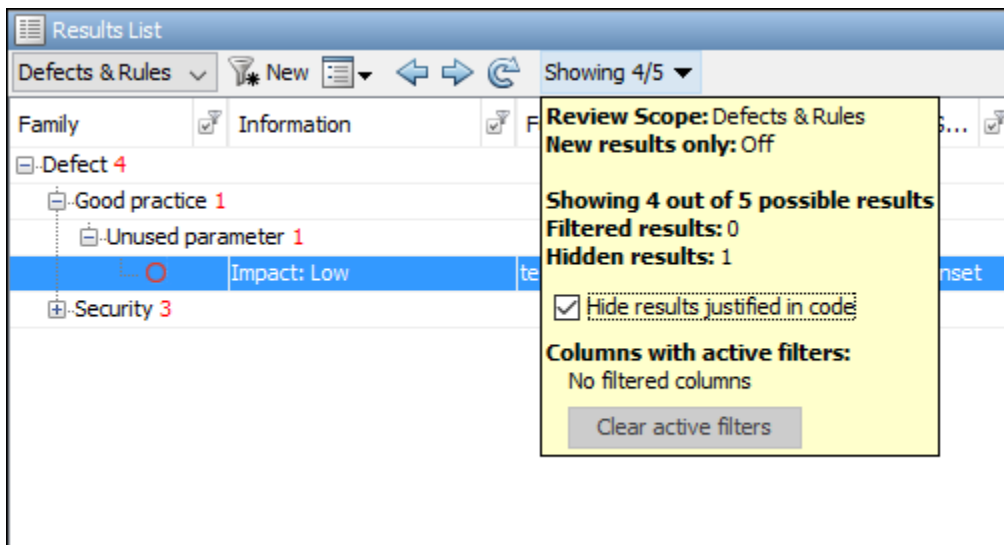 Results List
Defects & Rules New Showing 4/5
Family Information F S...
Defect 4
Good practice 1
Unused parameter 1
Impact: Low te nset
Security 3
Review Scope: Defects & Rules
New results only: Off
Showing 4 out of 5 possible results
Filtered results: 0
Hidden results: 1
Hide results justified in code
Columns with active filters:
No filtered columns
Clear active filters